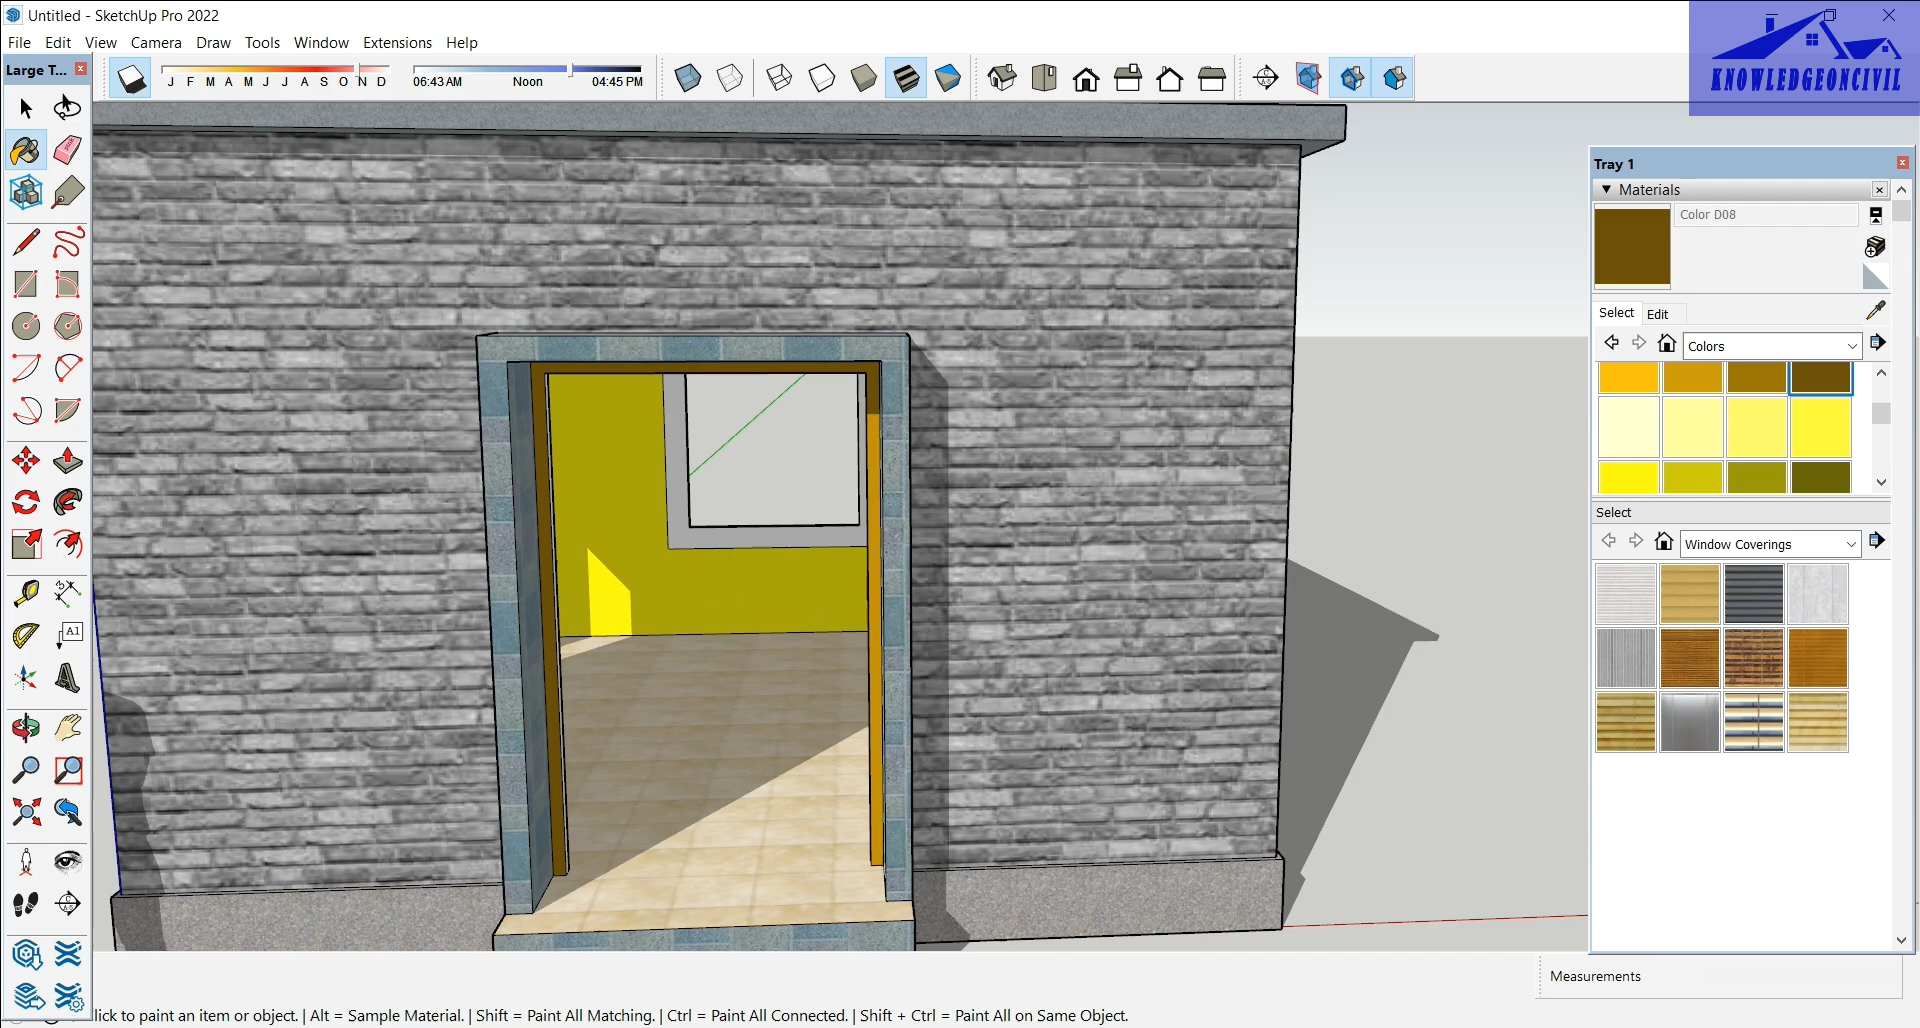 Untitled - SketchUp Pro 2022
File Edit View Camera Draw Tools Window Extensions Help
KNOWLEDGEONCIVIL
Large T...
J F M A M J J A S O N D
06:43 AM Noon 04:45 PM
Tray 1
Materials
Color D08
Select Edit
Colors
Select
Window Coverings
A1
Measurements
lick to paint an item or object. | Alt = Sample Material. | Shift = Paint All Matching. | Ctrl = Paint All Connected. | Shift + Ctrl = Paint All on Same Object.